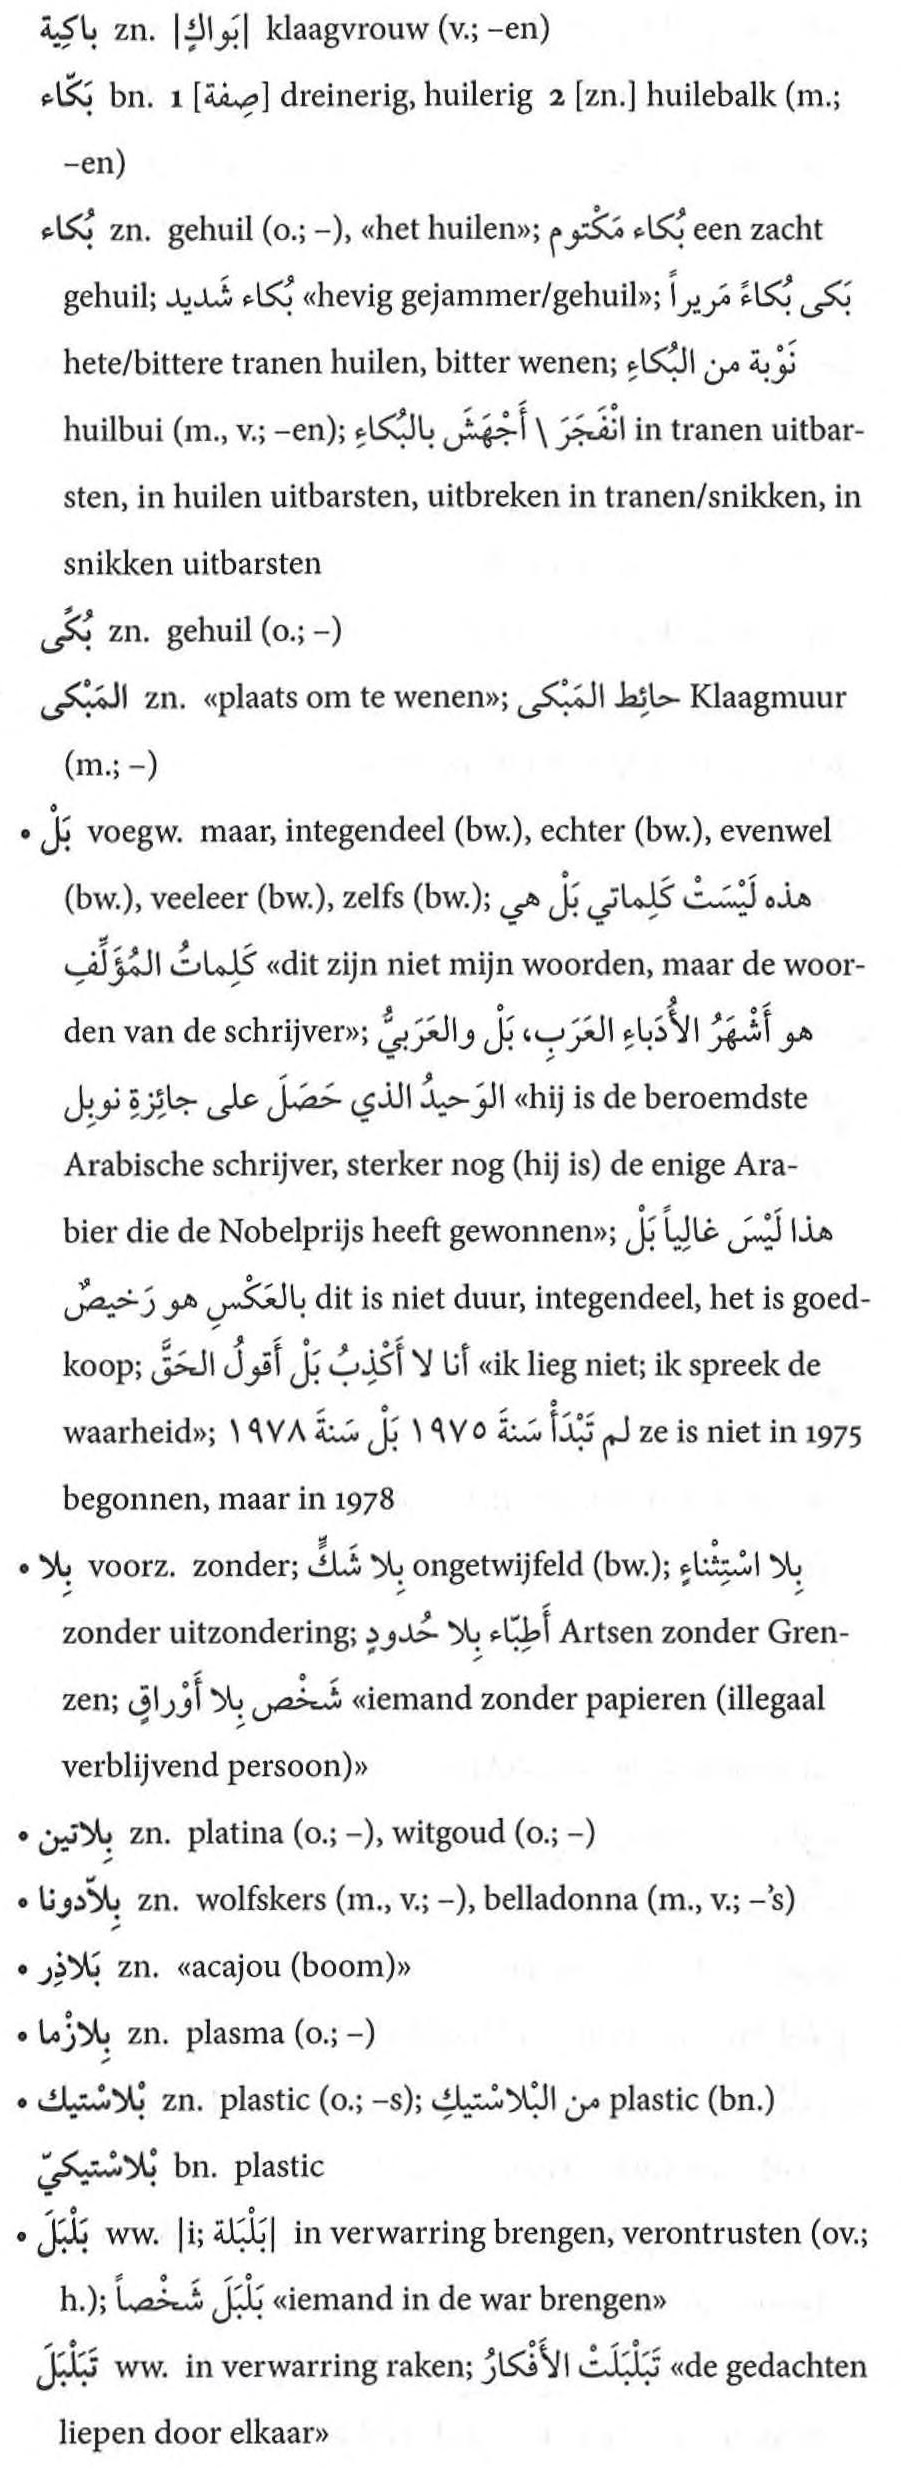 باكِية zn. |بَواكٍ| klaagvrouw (v.; –en)
بَكّاء bn. 1 [صِفة] dreinerig, huilerig 2 [zn.] huilebalk (m.;
–en)
بُكاء zn. gehuil (o.; –), «het huilen»; بُكاء مَكْتوم een zacht
gehuil; بُكاء شَديد «hevig gejammer/gehuil»; بَكى بُكاءً مَريراً
hete/bittere tranen huilen, bitter wenen; نَوْبة من البُكاءِ
huilbui (m., v.; –en); انْفَجَرَ \ أَجْهَشَ بالبُكاءِ in tranen uitbar-
sten, in huilen uitbarsten, uitbreken in tranen/snikken, in
snikken uitbarsten
بُكًى zn. gehuil (o.; –)
المَبْكى zn. «plaats om te wenen»; حائِط المَبْكى Klaagmuur
(m.; –)
• بَلْ voegw. maar, integendeel (bw.), echter (bw.), evenwel
(bw.), veeleer (bw.), zelfs (bw.); هذه لَيْسَتْ كَلِماتي بَلْ هي
كَلِماتُ المُؤَلِّفِ «dit zijn niet mijn woorden, maar de woor-
den van de schrijver»; هو أَشْهَرُ الأُدَباءِ العَرَبِ، بَلْ والعَرَبيُّ
الوَحيدُ الذي حَصَلَ على جائِزةِ نوبِل «hij is de beroemdste
Arabische schrijver, sterker nog (hij is) de enige Ara-
bier die de Nobelprijs heeft gewonnen»; هذا لَيْسَ غالِياً بَلْ
بالعَكْسِ هو رَخيصٌ dit is niet duur, integendeel, het is goed-
koop; أنا لا أَكْذِبُ بَلْ أَقولُ الحَقَّ «ik lieg niet; ik spreek de
waarheid»; لم تَبْدَأْ سَنةَ ١٩٧٥ بَلْ سَنةَ ١٩٧٨ ze is niet in 1975
begonnen, maar in 1978
• بِلا voorz. zonder; بِلا شَكٍّ ongetwijfeld (bw.); بِلا اسْتِثْناءٍ
zonder uitzondering; أَطِبّاء بِلا حُدودٍ Artsen zonder Gren-
zen; شَخْص بِلا أَوْراقٍ «iemand zonder papieren (illegaal
verblijvend persoon)»
• بِلاتين zn. platina (o.; –), witgoud (o.; –)
• بِلاّدونا zn. wolfskers (m., v.; –), belladonna (m., v.; –’s)
• بَلاذِر zn. «acajou (boom)»
• بِلازْما zn. plasma (o.; –)
• بْلاسْتيك zn. plastic (o.; –s); من البْلاسْتيكِ plastic (bn.)
بْلاسْتيكيّ bn. plastic
• بَلْبَلَ ww. |i; بَلْبَلة| in verwarring brengen, verontrusten (ov.;
h.); بَلْبَلَ شَخْصاً «iemand in de war brengen»
تَبَلْبَلَ ww. in verwarring raken; تَبَلْبَلَتْ الأَفْكارُ «de gedachten
liepen door elkaar»